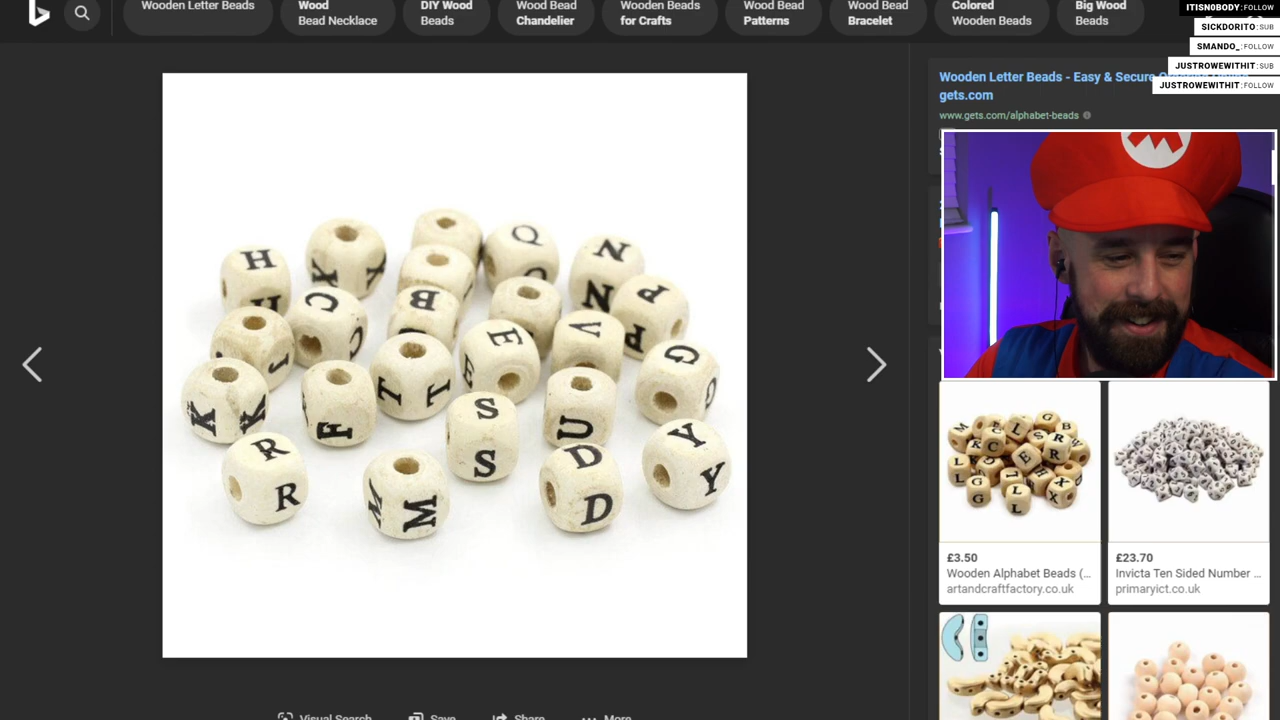 Wooden Letter Beads
Wood
Bead Necklace
DIY Wood
Beads
Wood Bead
Chandelier
Wooden Beads
for Crafts
Wood Bead
Patterns
Wood Bead
Bracelet
Colored
Wooden Beads
Big Wood
Beads
ITISN0BODY:FOLLOW
SICKDORITO:SUB
SMANDO_:FOLLOW
JUSTROWEWITHIT:SUB
JUSTROWEWITHIT:FOLLOW
Wooden Letter Beads - Easy & Secure
gets.com
www.gets.com/alphabet-beads
H
X
Q
N
N
P
P
C
B
J
E
E
V
G
G
K
K
F
T
T
S
S
U
R
R
M
M
D
D
Y
Y
£3.50
Wooden Alphabet Beads (...
artandcraftfactory.co.uk
£23.70
Invicta Ten Sided Number ...
primaryict.co.uk
Visual Search
Save
Share
More